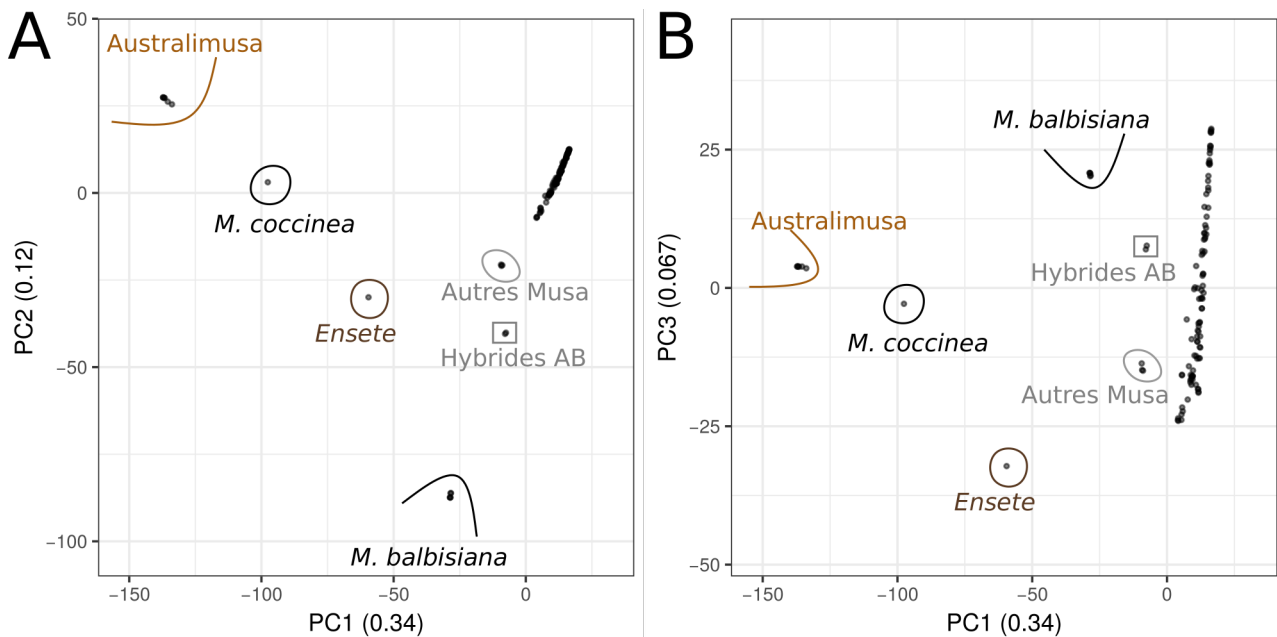 A
50
0
−50
−100
PC2 (0.12)
Australimusa
M. coccinea
Autres Musa
Ensete
Hybrides AB
M. balbisiana
−150
−100
−50
0
PC1 (0.34)
B
25
0
−25
−50
PC3 (0.067)
M. balbisiana
Australimusa
Hybrides AB
M. coccinea
Autres Musa
Ensete
−150
−100
−50
0
PC1 (0.34)